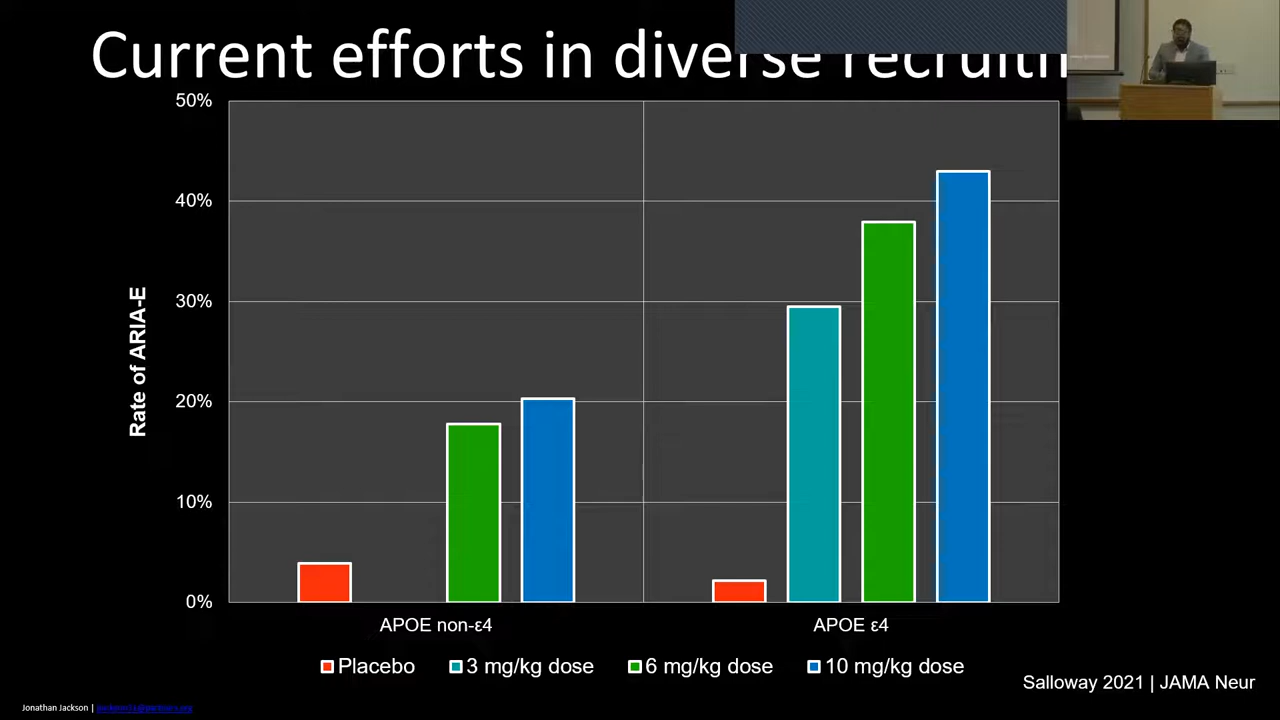 Current efforts in diverse
50%
40%
30%
20%
10%
0%
Rate of ARIA-E
APOE non-ε4
APOE ε4
Placebo
3 mg/kg dose
6 mg/kg dose
10 mg/kg dose
Salloway 2021 | JAMA Neur
Jonathan Jackson |